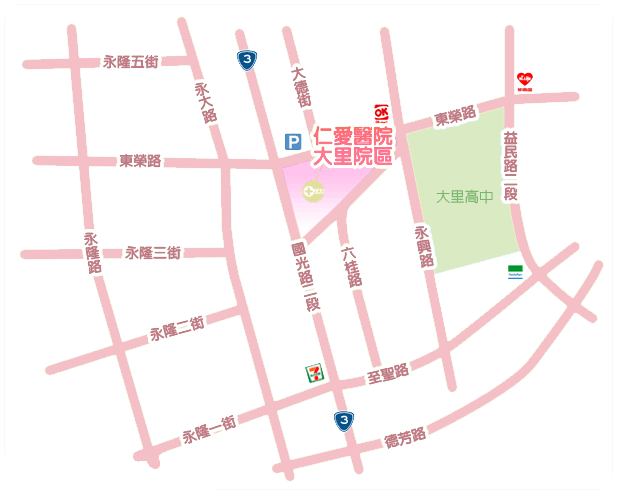 3
永隆五街
大德街
永大路
OK
東榮路
P
仁愛醫院
大里院區
東榮路
益民路二段
大里高中
永隆路
永隆三街
國光路二段
六桂路
永興路
FamilyMart
永隆二街
7
至聖路
3
永隆一街
德芳路